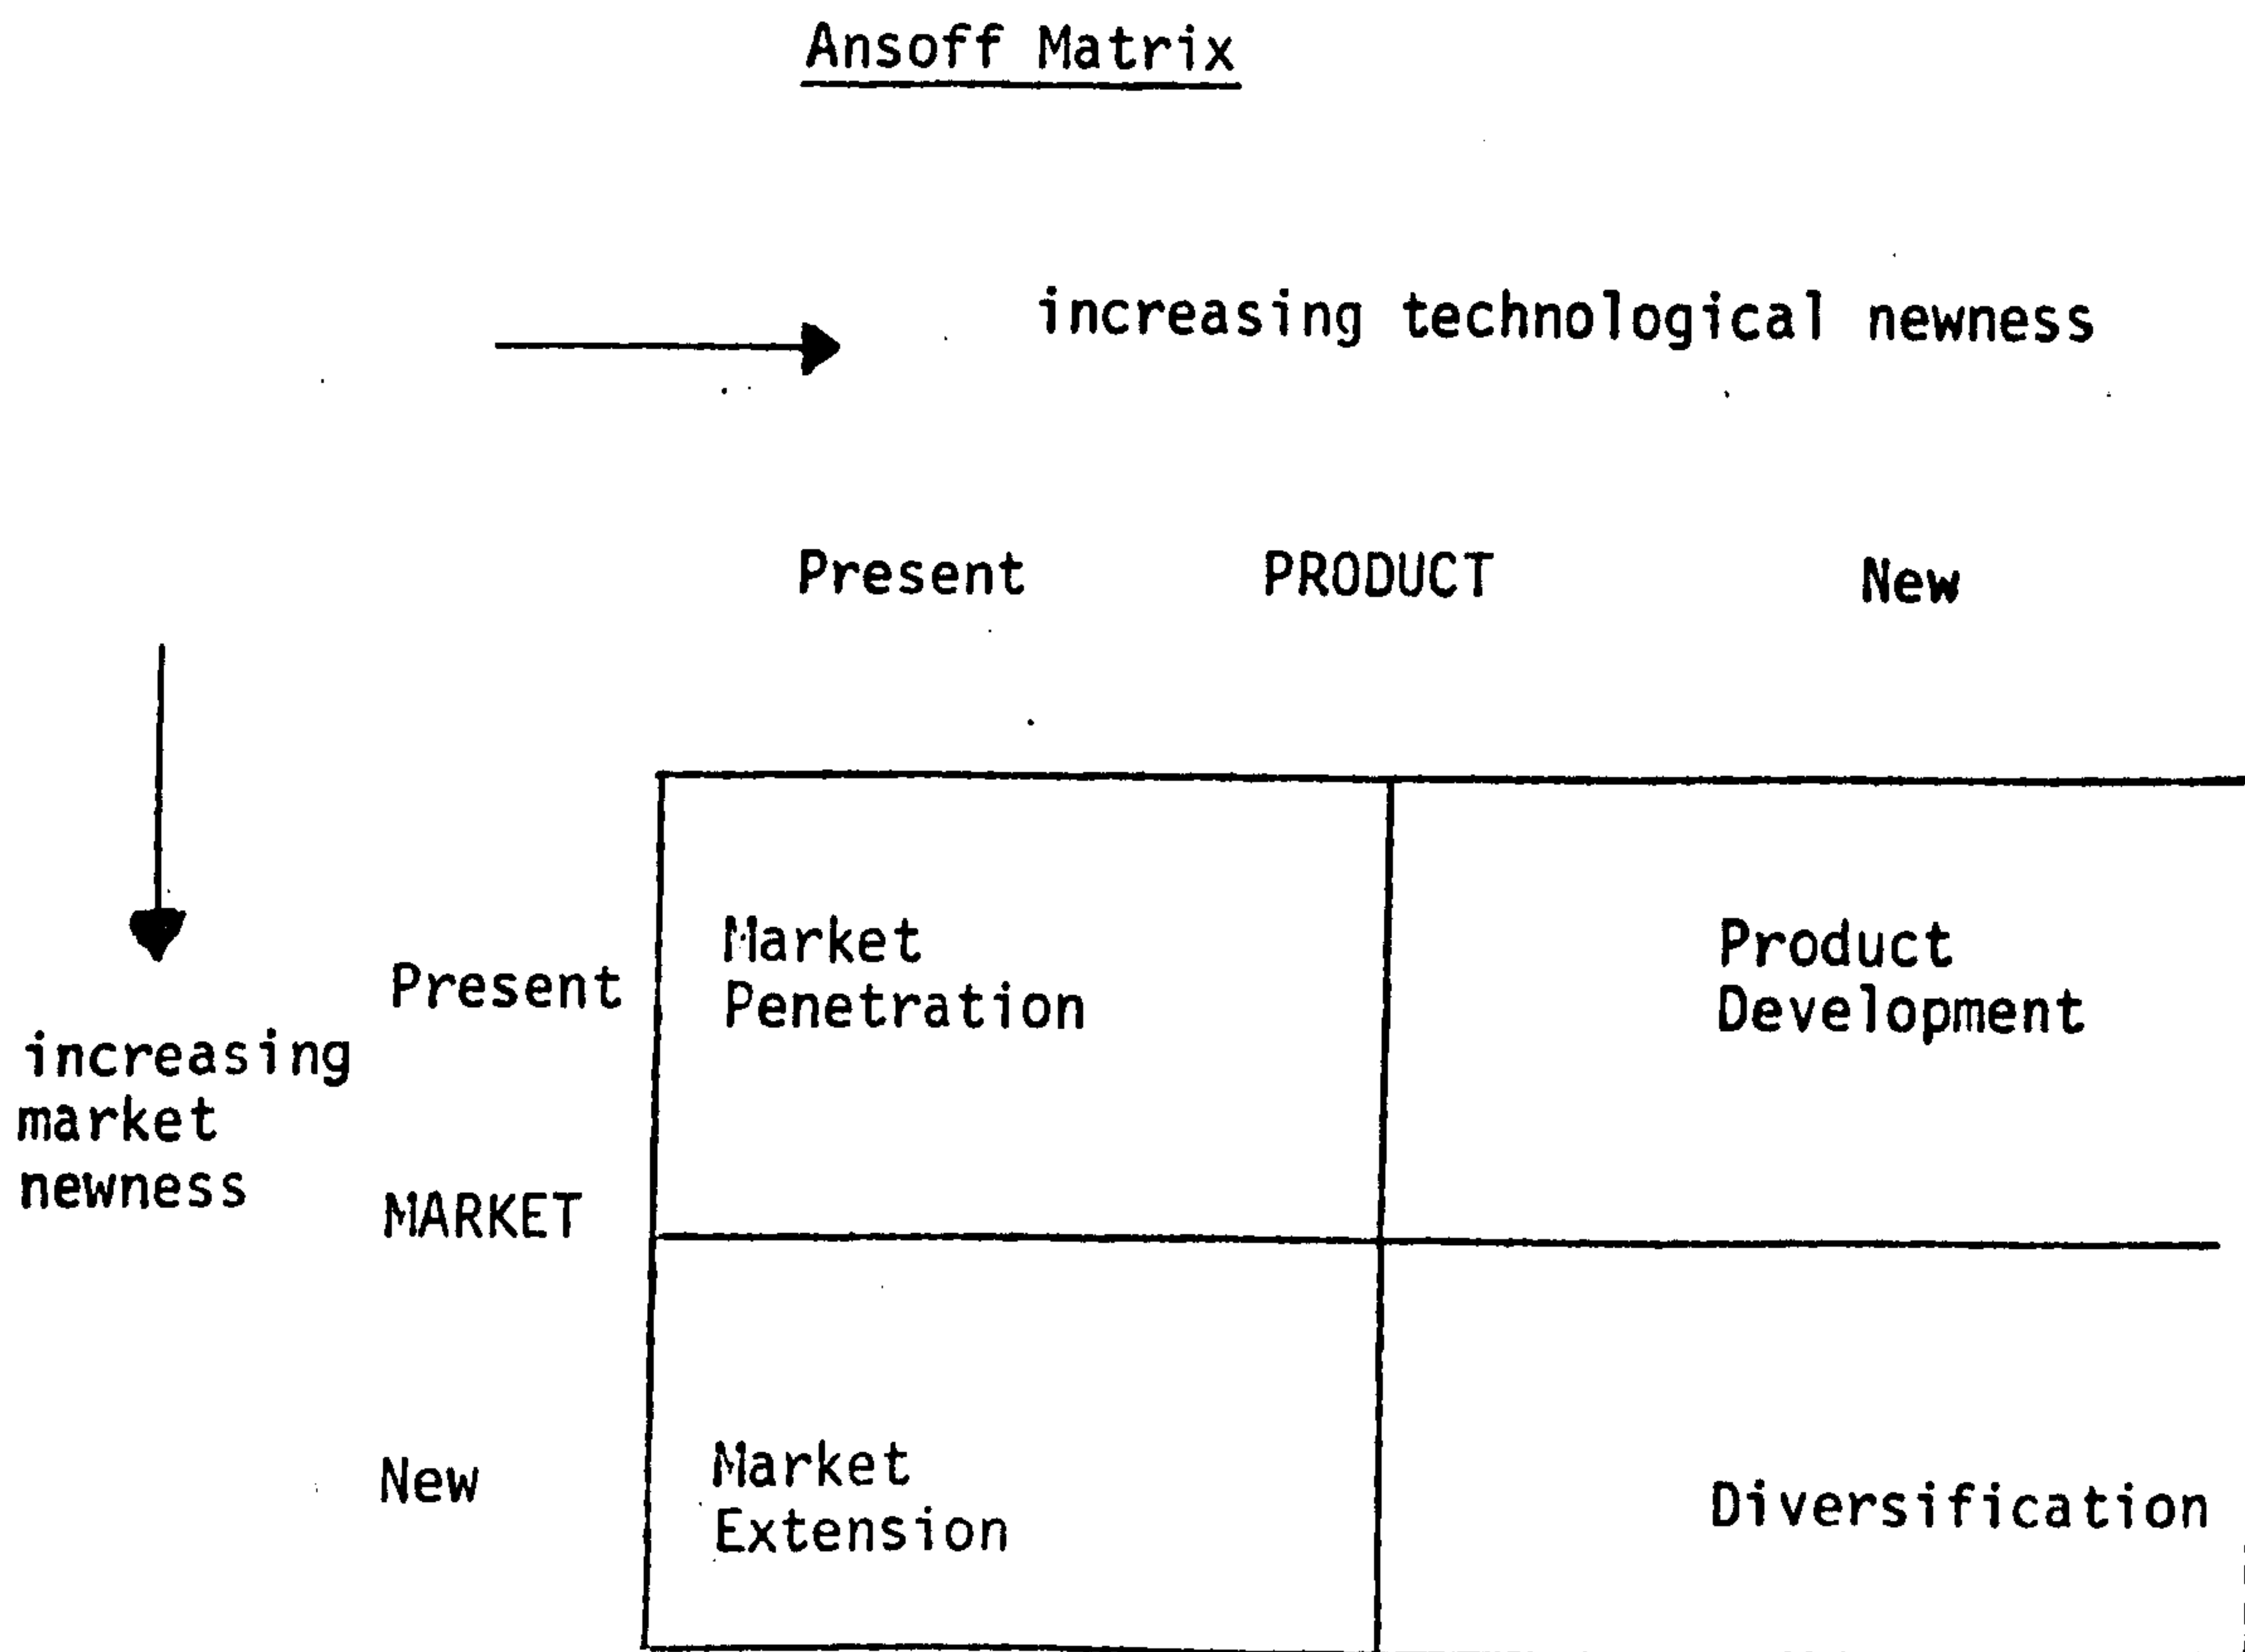 Ansoff Matrix
increasing technological newness
Present PRODUCT New
Market
Penetration
Product
Development
Present
increasing
market
newness
MARKET
New
Market
Extension
Diversification